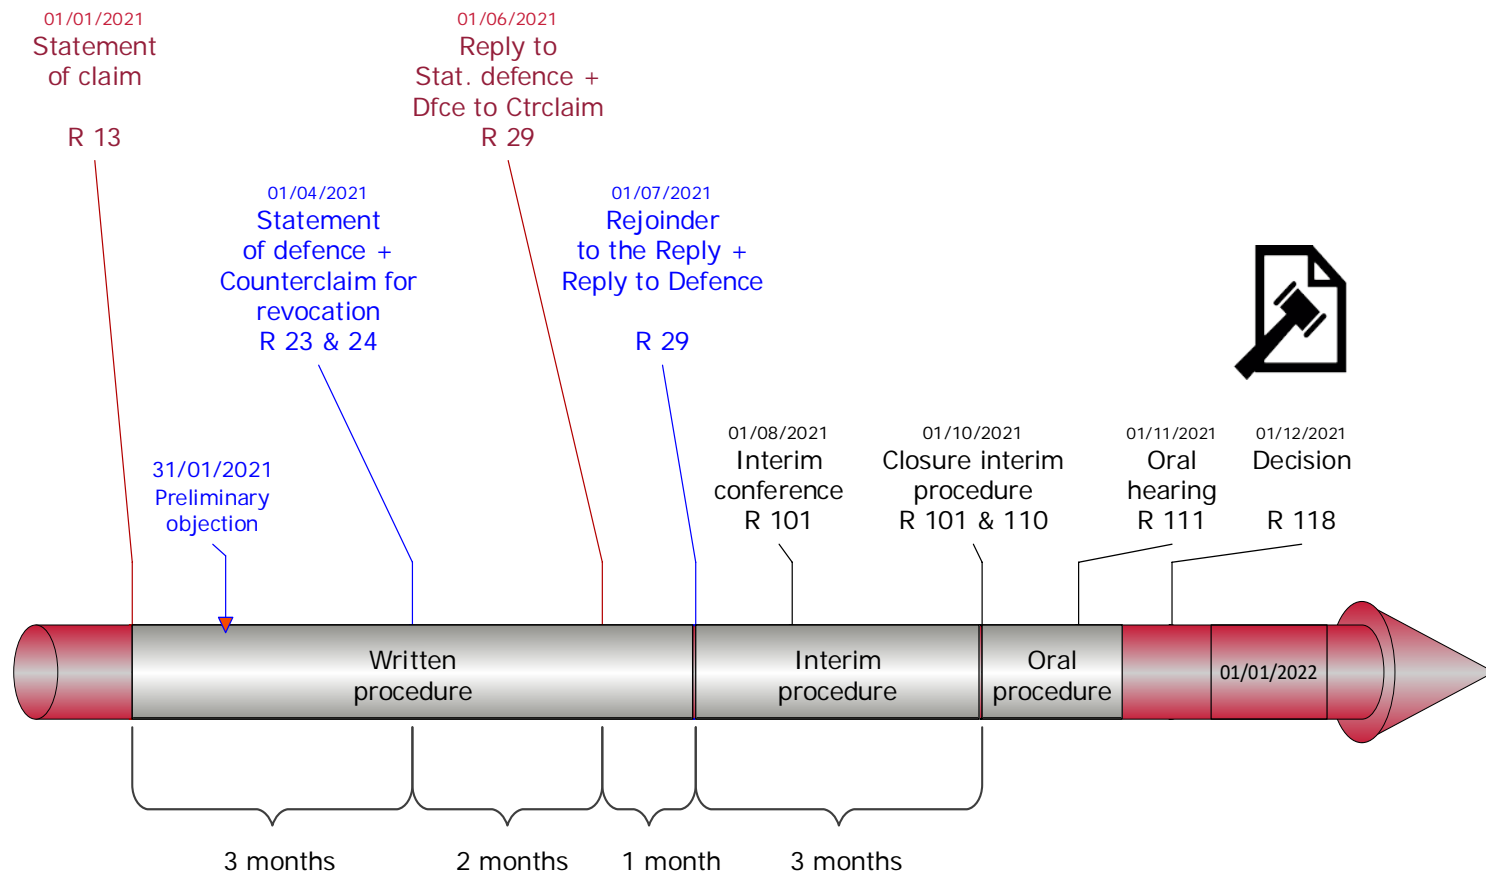 01/01/2021
Statement
of claim
R 13
01/06/2021
Reply to
Stat. defence +
Dfce to Ctrclaim
R 29
01/04/2021
Statement
of defence +
Counterclaim for
revocation
R 23 & 24
01/07/2021
Rejoinder
to the Reply +
Reply to Defence
R 29
31/01/2021
Preliminary
objection
01/08/2021
Interim
conference
R 101
01/10/2021
Closure interim
procedure
R 101 & 110
01/11/2021
Oral
hearing
R 111
01/12/2021
Decision
R 118
Written
procedure
Interim
procedure
Oral
procedure
01/01/2022
3 months
2 months
1 month
3 months